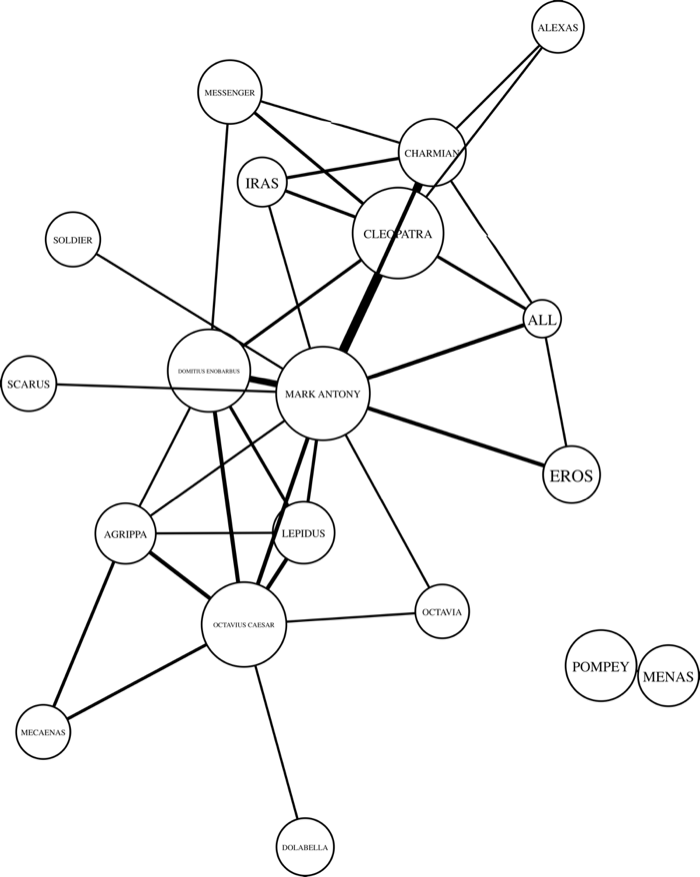 ALEXAS
MESSENGER
CHARMIAN
IRAS
CLEOPATRA
SOLDIER
ALL
DOMITIUS ENOBARBUS
SCARUS
MARK ANTONY
EROS
AGRIPPA
LEPIDUS
OCTAVIA
OCTAVIUS CAESAR
POMPEY
MENAS
MECAENAS
DOLABELLA